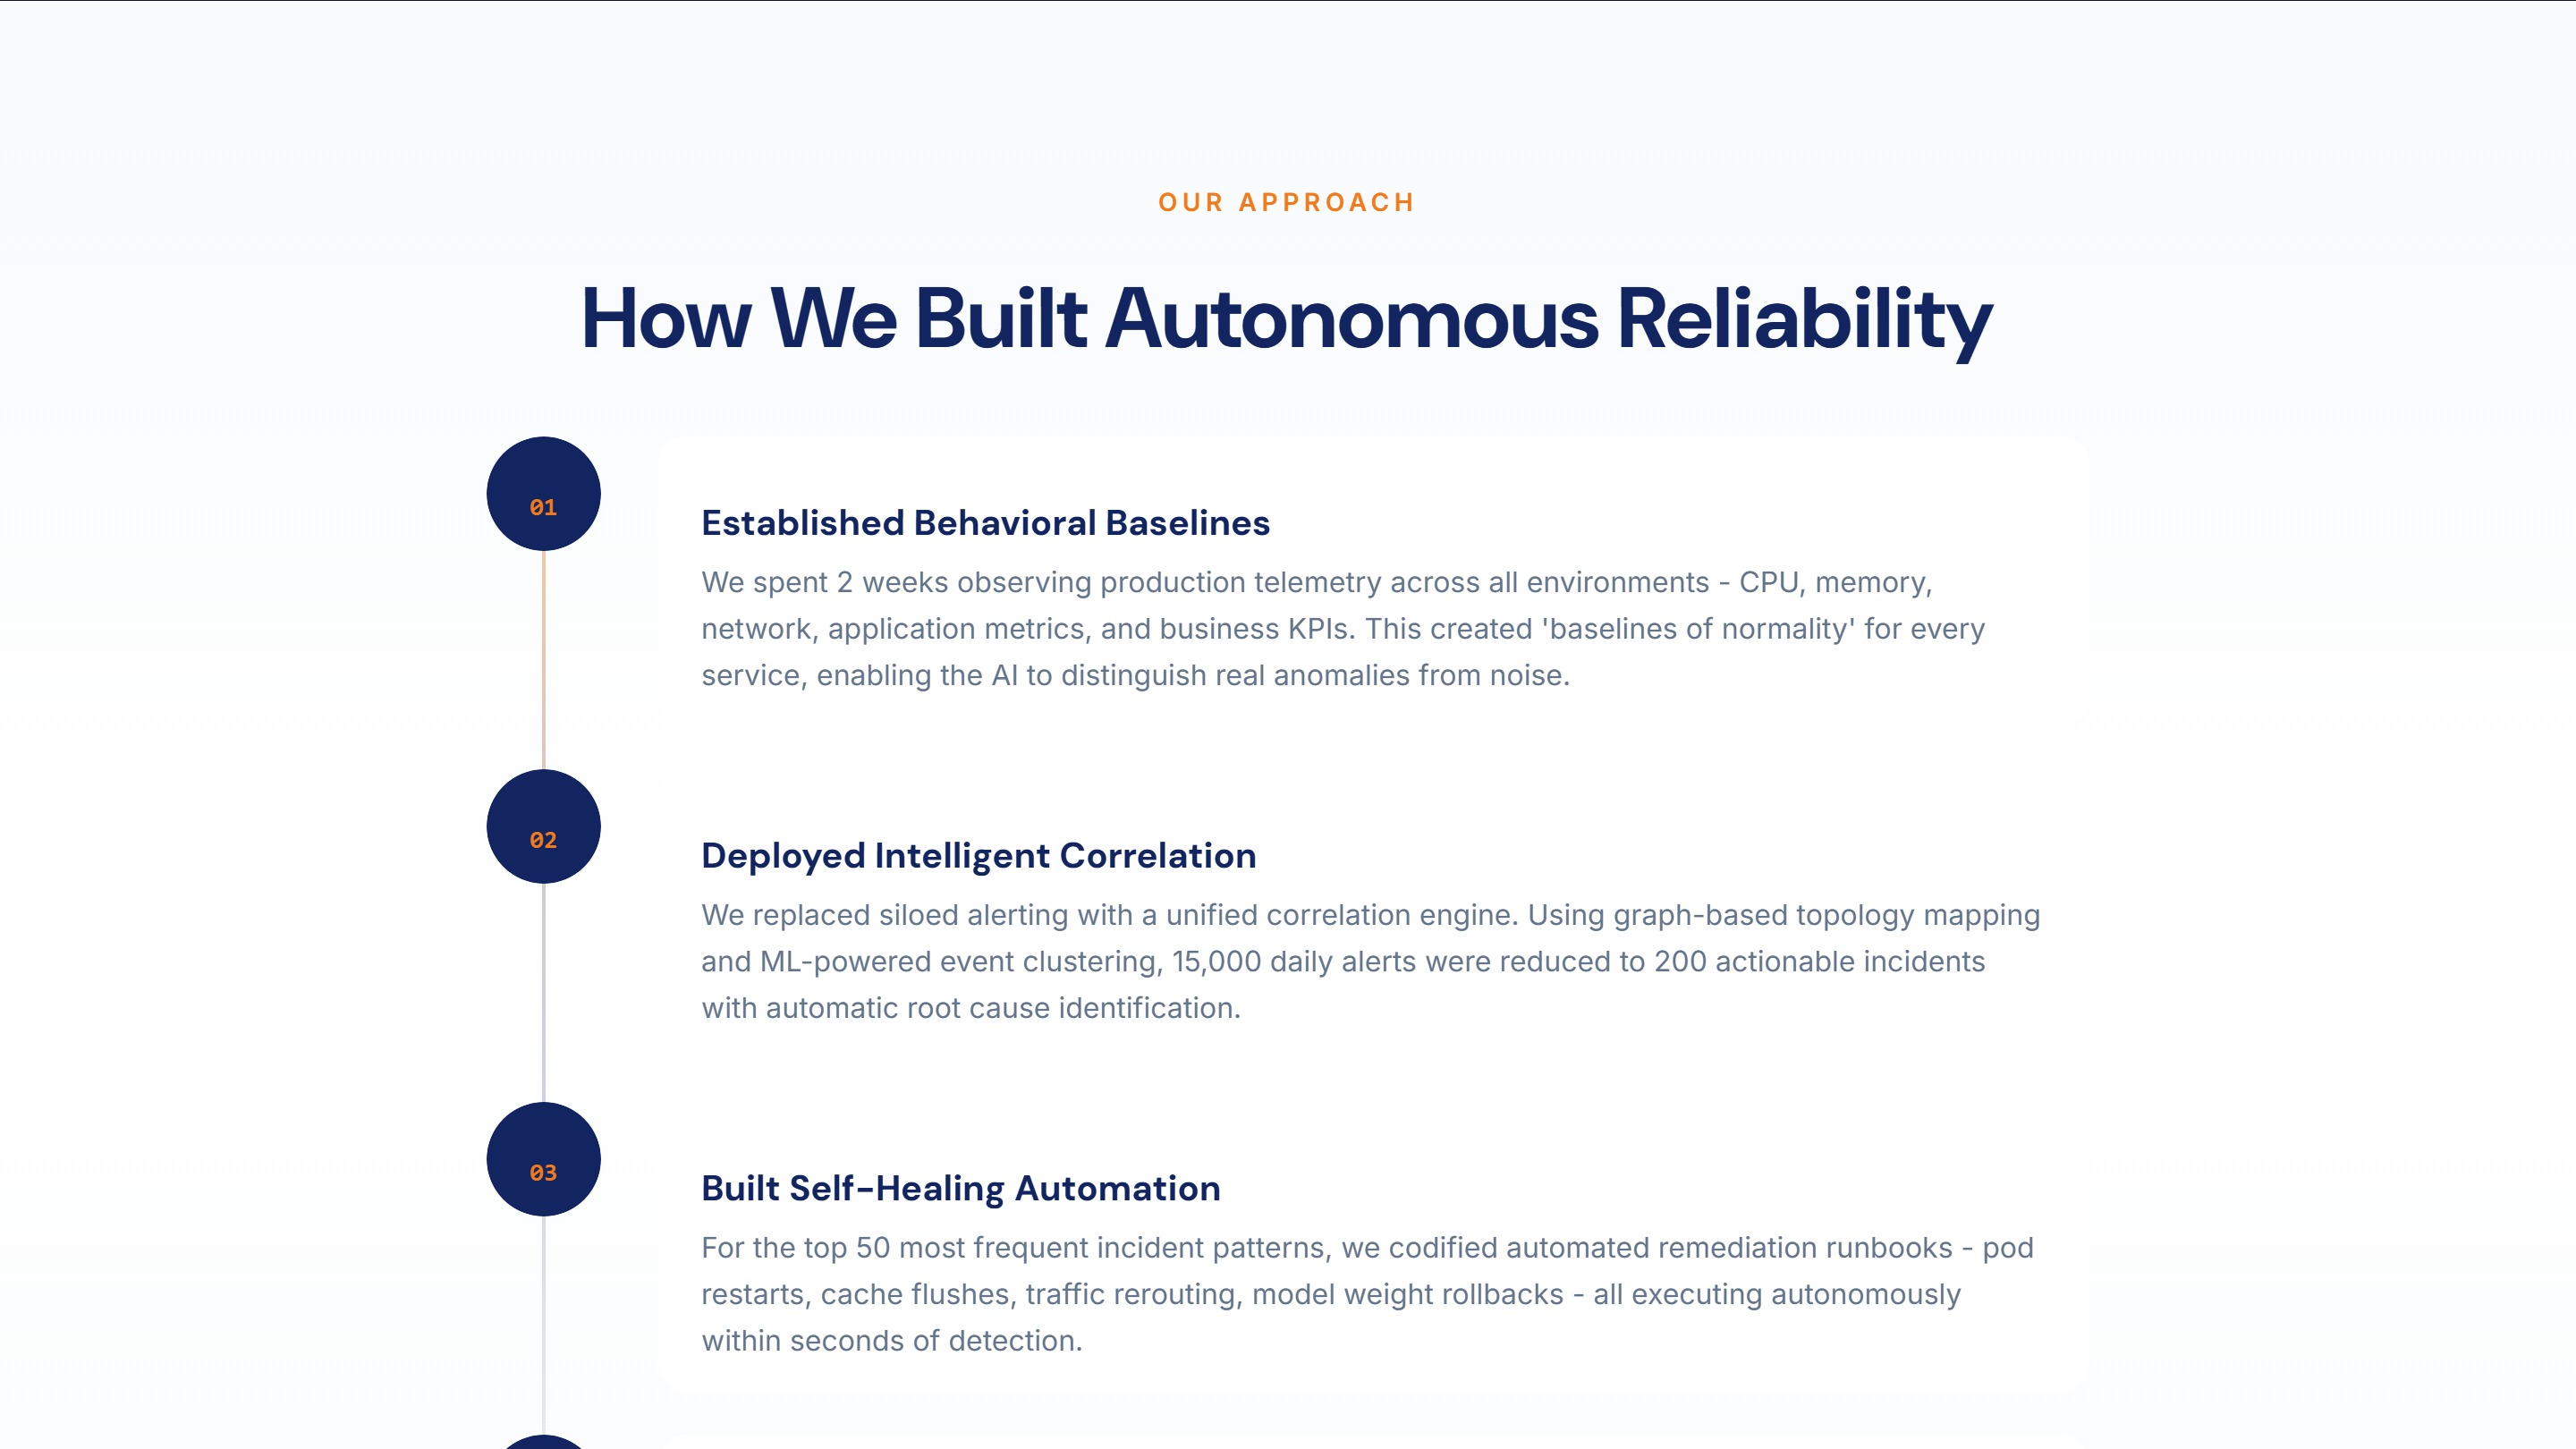 OUR APPROACH
How We Built Autonomous Reliability
01
Established Behavioral Baselines
We spent 2 weeks observing production telemetry across all environments - CPU, memory,
network, application metrics, and business KPIs. This created 'baselines of normality' for every
service, enabling the AI to distinguish real anomalies from noise.
02
Deployed Intelligent Correlation
We replaced siloed alerting with a unified correlation engine. Using graph-based topology mapping
and ML-powered event clustering, 15,000 daily alerts were reduced to 200 actionable incidents
with automatic root cause identification.
03
Built Self-Healing Automation
For the top 50 most frequent incident patterns, we codified automated remediation runbooks - pod
restarts, cache flushes, traffic rerouting, model weight rollbacks - all executing autonomously
within seconds of detection.